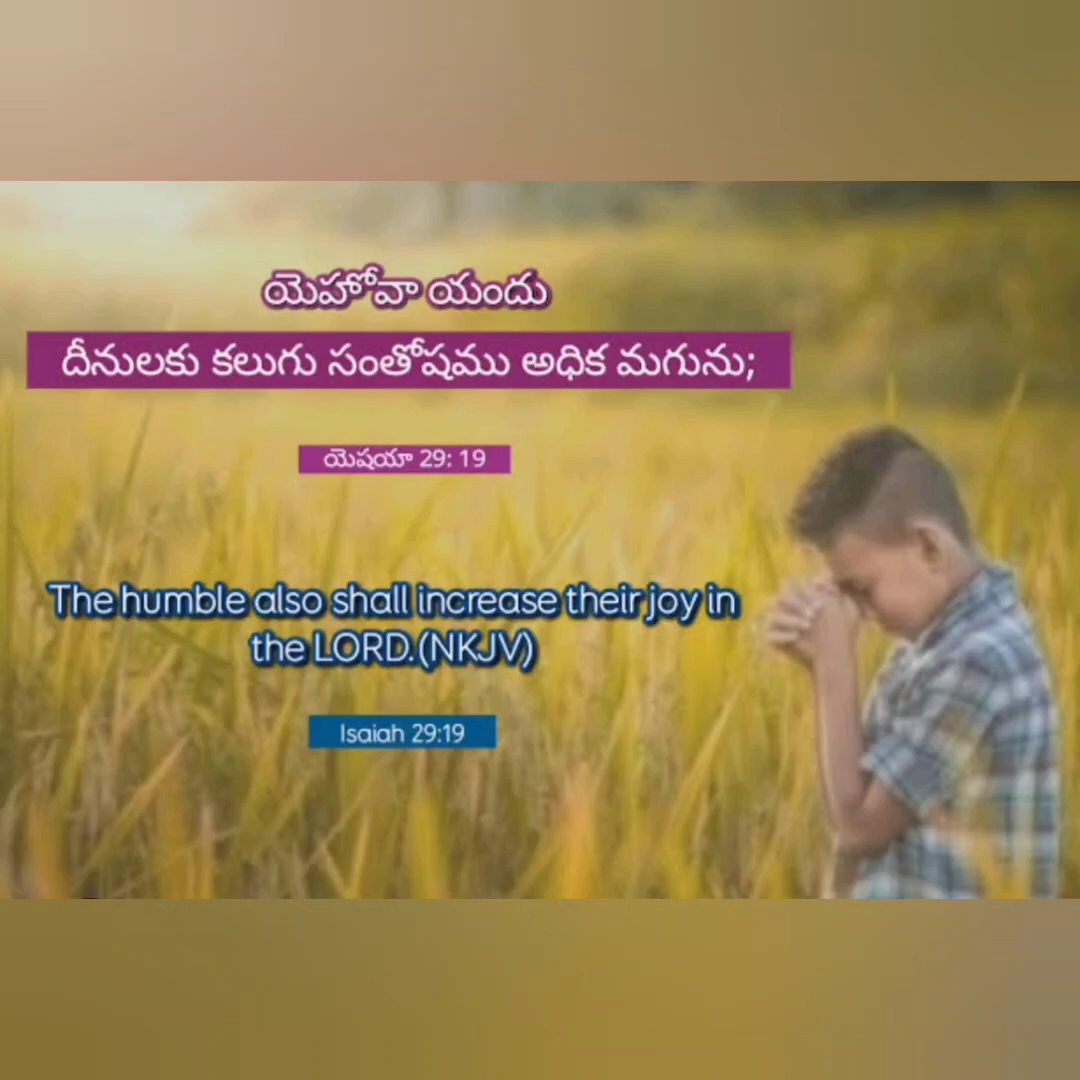 యెహోవా యందు
దీనులకు కలుగు సంతోషము అధిక మగును;
యెషయా 29: 19
The humble also shall increase their joy in
the LORD.(NKJV)
Isaiah 29:19